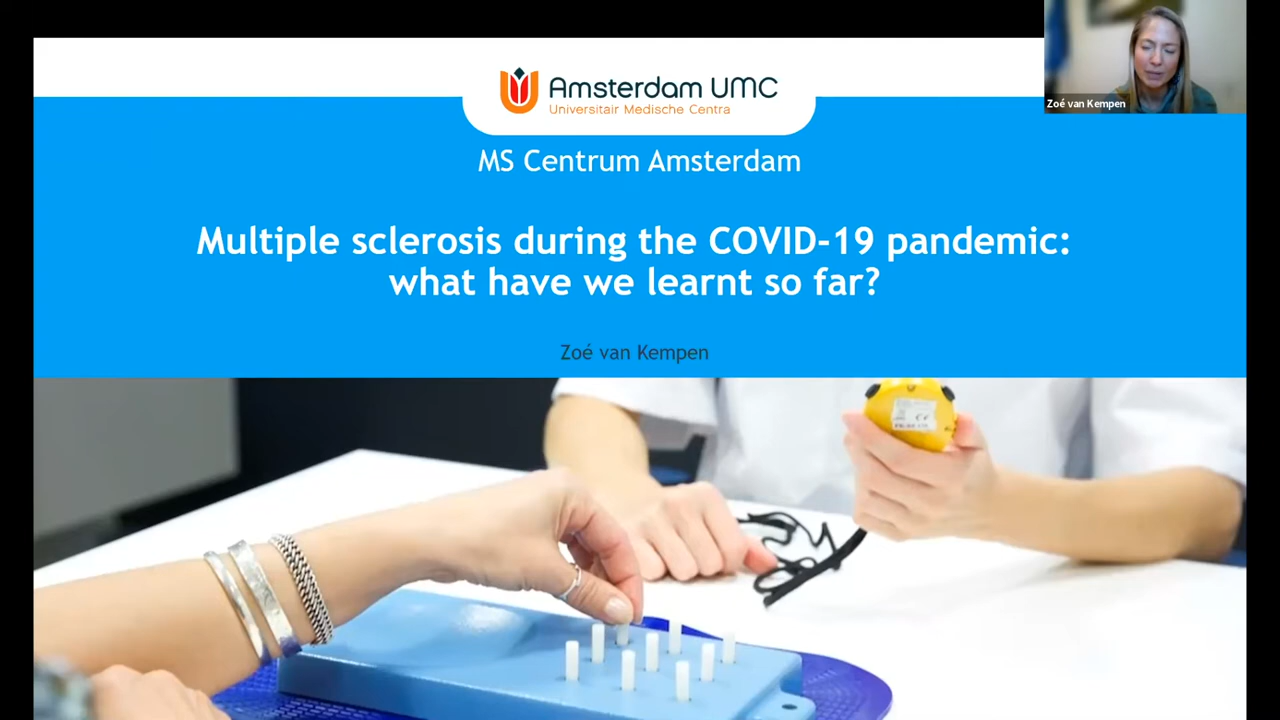 Amsterdam UMC
Universitair Medische Centra
Zoé van Kempen
MS Centrum Amsterdam
Multiple sclerosis during the COVID-19 pandemic:
what have we learnt so far?
Zoé van Kempen